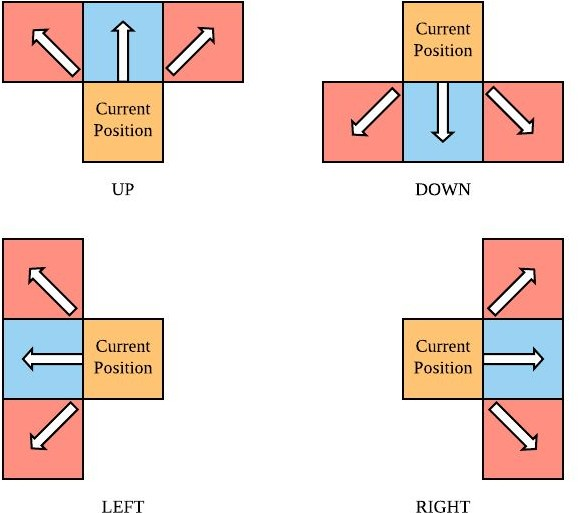 Current
Position
UP
Current
Position
DOWN
Current
Position
LEFT
Current
Position
RIGHT